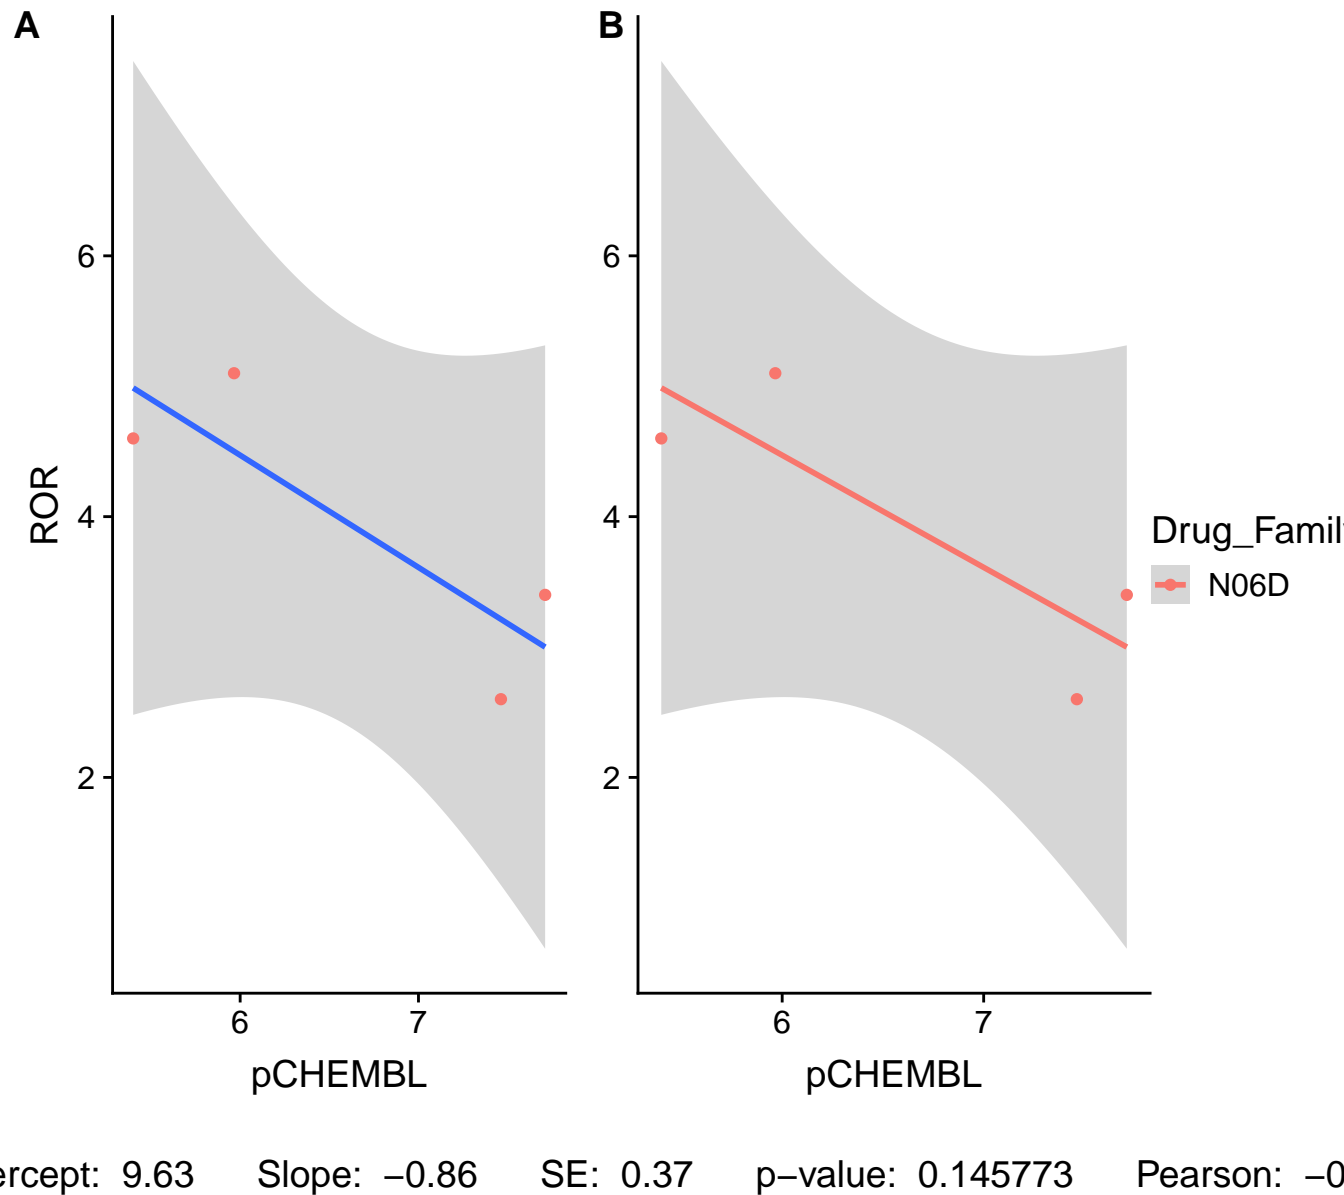 A
B
6
4
2
ROR
6
7
pCHEMBL
6
4
2
6
7
pCHEMBL
Drug_Famil
N06D
ercept: 9.63 Slope: −0.86 SE: 0.37 p−value: 0.145773 Pearson: −0